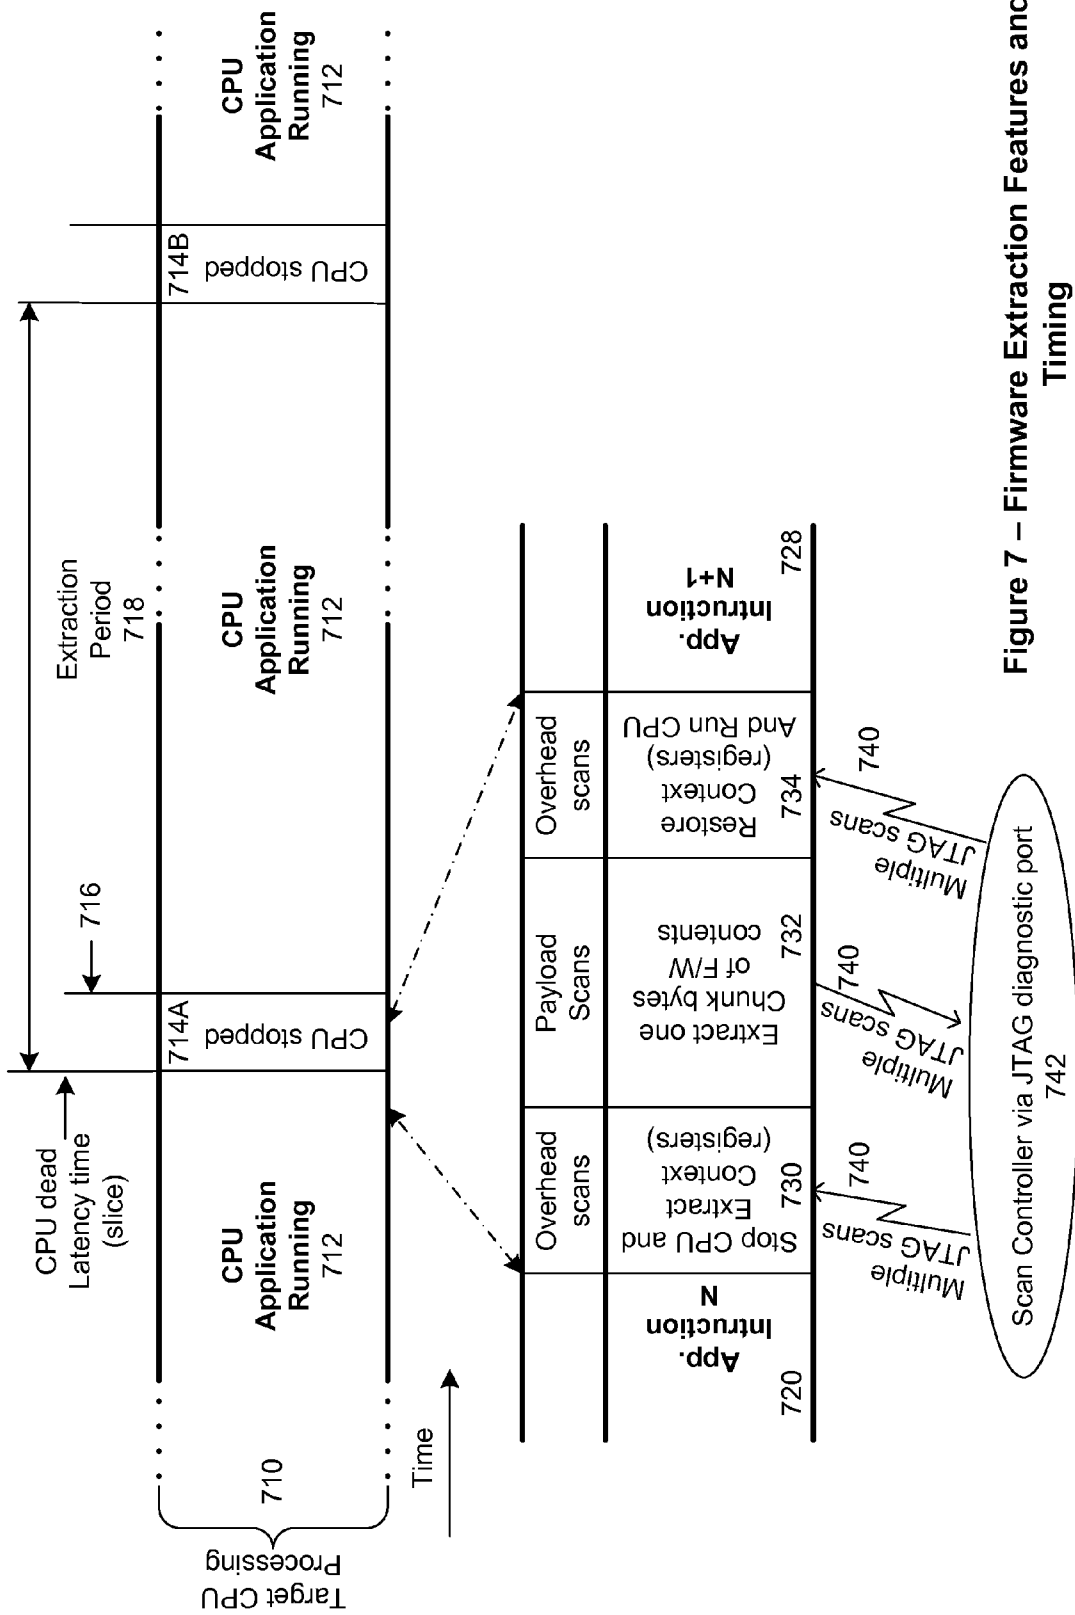 CPU dead
Latency time
(slice)
716
Extraction
Period
718
Target CPU
Processing
710
CPU
Application
Running
712
714A
CPU stopped
CPU
Application
Running
712
714B
CPU stopped
CPU
Application
Running
712
Time
720
App.
Intruction
N
Overhead
scans
Stop CPU and
Extract
Context
(registers)
730
Payload
Scans
Extract one
Chunk bytes
of F/W
contents
732
Overhead
scans
Restore
Context
(registers)
And Run CPU
734
App.
Intruction
N+1
728
Multiple
JTAG scans
740
Multiple
JTAG scans
740
Multiple
JTAG scans
740
Scan Controller via JTAG diagnostic port
742
Figure 7 – Firmware Extraction Features and
Timing